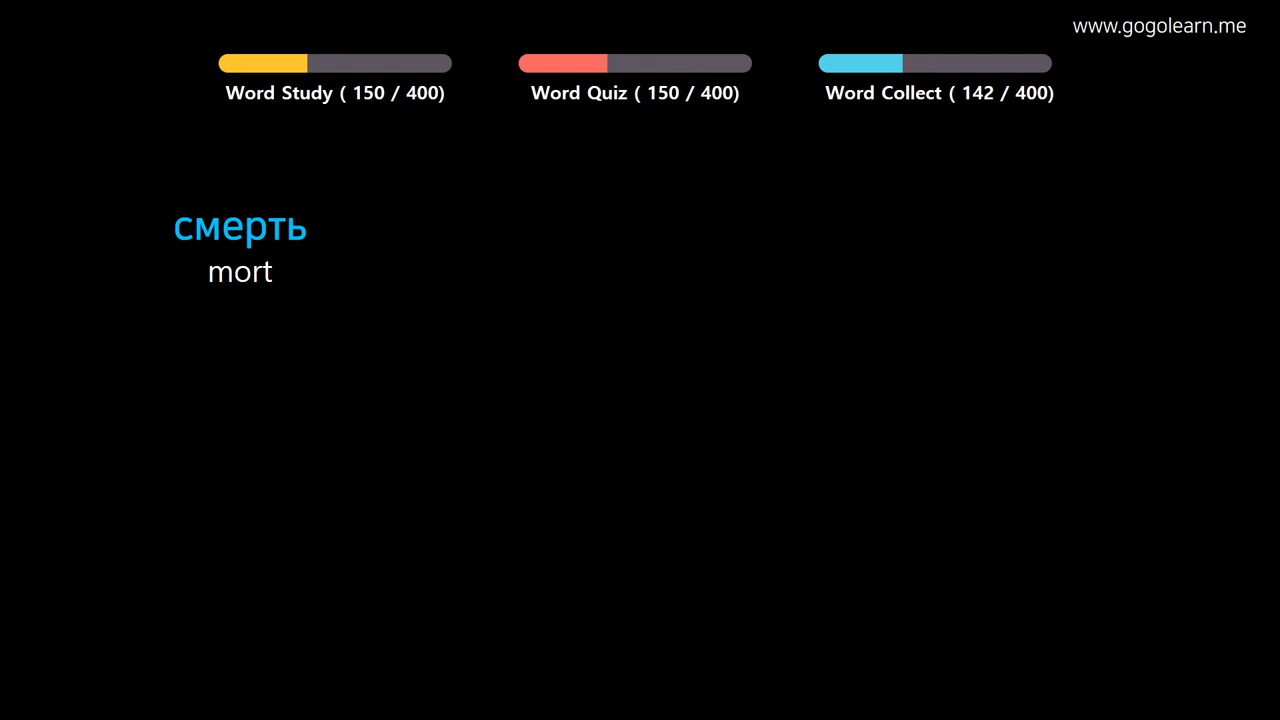 www.gogolearn.me
Word Study ( 150 / 400)
Word Quiz ( 150 / 400)
Word Collect ( 142 / 400)
смерть
mort